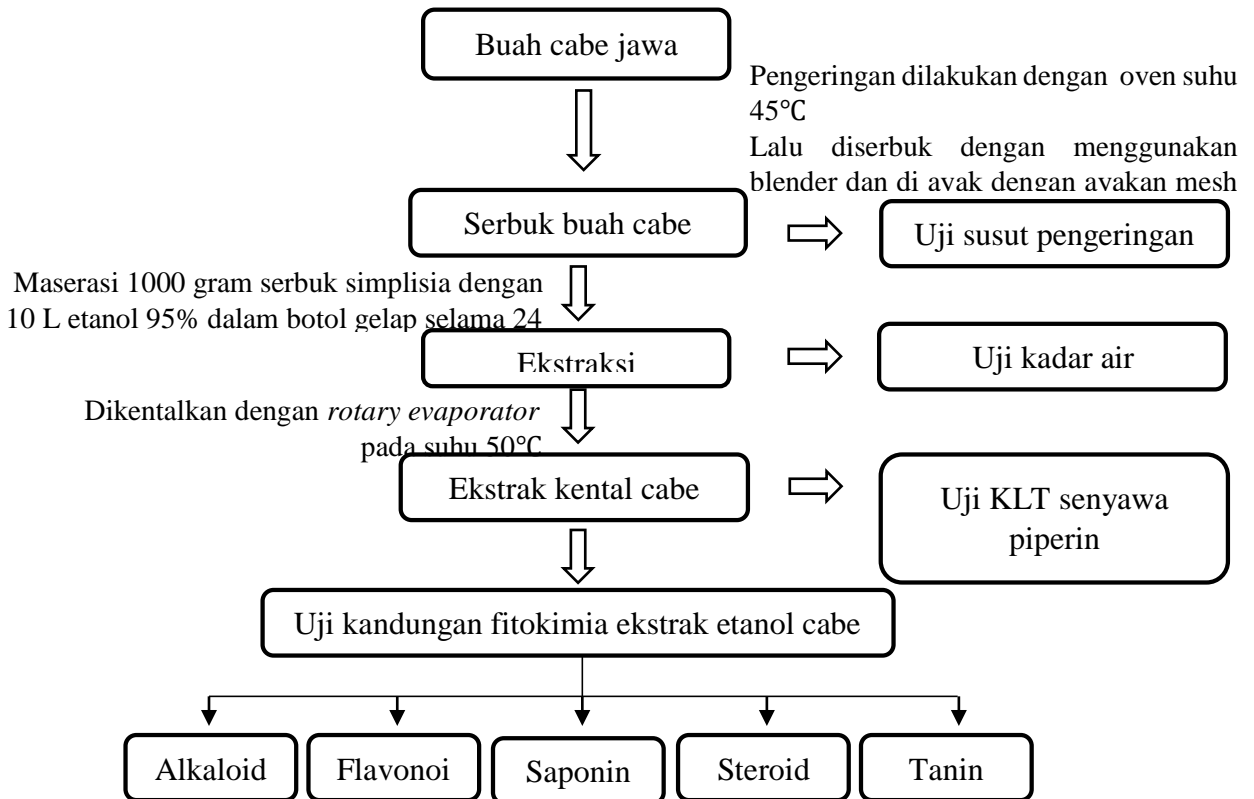 Buah cabe jawa
Pengeringan dilakukan dengan oven suhu
45℃
Lalu diserbuk dengan menggunakan
blender dan di ayak dengan ayakan mesh
Serbuk buah cabe
Uji susut pengeringan
Maserasi 1000 gram serbuk simplisia dengan
10 L etanol 95% dalam botol gelap selama 24
Ekstraksi
Uji kadar air
Dikentalkan dengan rotary evaporator
pada suhu 50℃
Ekstrak kental cabe
Uji KLT senyawa
piperin
Uji kandungan fitokimia ekstrak etanol cabe
Alkaloid
Flavonoi
Saponin
Steroid
Tanin